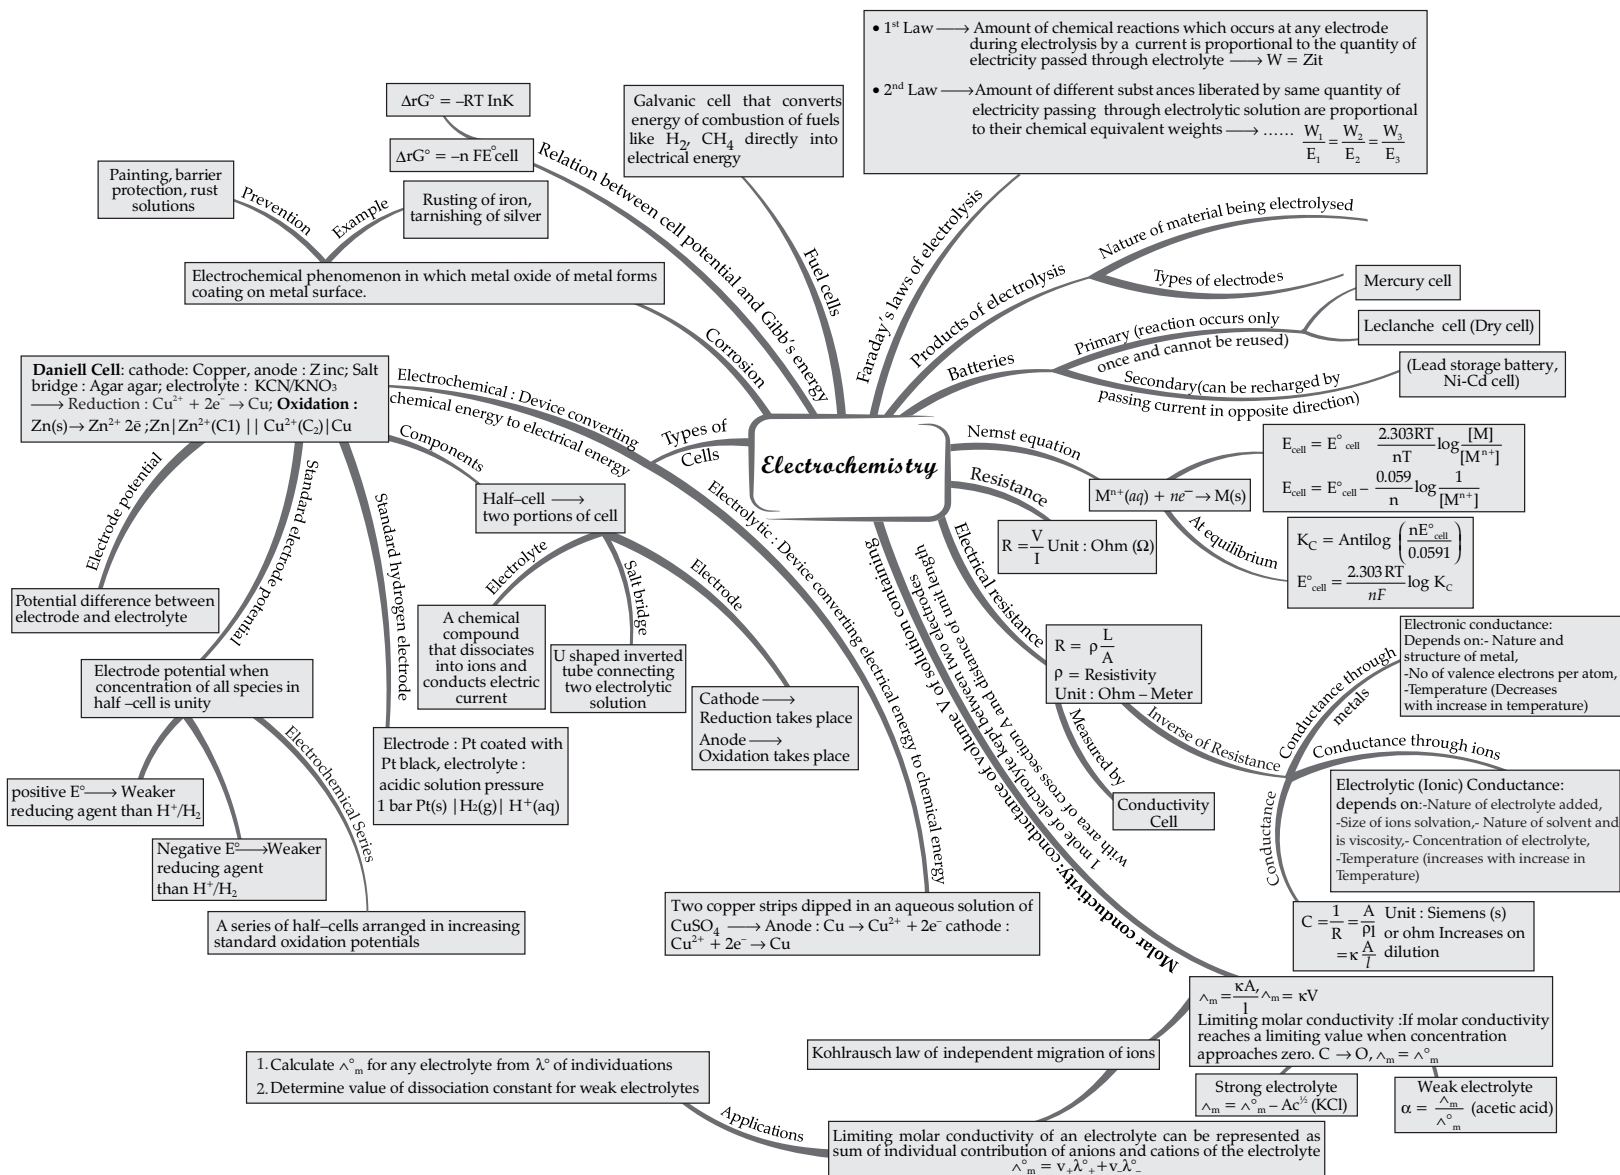 Electrochemistry
Faraday's laws of electrolysis
• 1st Law ⟶ Amount of chemical reactions which occurs at any electrode
during electrolysis by a current is proportional to the quantity of
electricity passed through electrolyte ⟶ W = Zit
• 2nd Law ⟶ Amount of different subst ances liberated by same quantity of
electricity passing through electrolytic solution are proportional
to their chemical equivalent weights ⟶ ...... W₁/E₁ = W₂/E₂ = W₃/E₃
Products of electrolysis
Nature of material being electrolysed
Types of electrodes
Batteries
Primary (reaction occurs only
once and cannot be reused)
Mercury cell
Leclanche cell (Dry cell)
Secondary(can be recharged by
passing current in opposite direction)
(Lead storage battery,
Ni-Cd cell)
Nernst equation
Mⁿ⁺(aq) + ne⁻ → M(s)
E cell = E° cell 2.303RT/nT log [M]/[Mⁿ⁺]
E cell = E° cell – 0.059/n log 1/[Mⁿ⁺]
At equilibrium
K_C = Antilog (nE° cell/0.0591)
E° cell = 2.303 RT/nF log K_C
Resistance
R = V/I Unit : Ohm (Ω)
Electrical resistance
R = ρ L/A
ρ = Resistivity
Unit : Ohm – Meter
Measured by
Conductivity
Cell
Inverse of Resistance
Conductance through
metals
Electronic conductance:
Depends on:- Nature and
structure of metal,
-No of valence electrons per atom,
-Temperature (Decreases
with increase in temperature)
Conductance through ions
Electrolytic (Ionic) Conductance:
depends on:-Nature of electrolyte added,
-Size of ions solvation,- Nature of solvent and
is viscosity,- Concentration of electrolyte,
-Temperature (increases with increase in
Temperature)
Conductance
C = 1/R = A/ρl Unit : Siemens (s)
or ohm Increases on
= κ A/l dilution
Molar conductivity: conductance of volume V of solution containing
1 mole of electrolyte kept between two electrodes
with area of cross section A and distance of unit length
∧m = κA/l, ∧m = κV
Limiting molar conductivity :If molar conductivity
reaches a limiting value when concentration
approaches zero. C → O, ∧m = ∧°m
Strong electrolyte
∧m = ∧°m – Ac^½ (KCl)
Weak electrolyte
α = ∧m/∧°m (acetic acid)
Kohlrausch law of independent migration of ions
Limiting molar conductivity of an electrolyte can be represented as
sum of individual contribution of anions and cations of the electrolyte
∧°m = v₊λ°₊ + v₋λ°₋
Applications
1. Calculate ∧°m for any electrolyte from λ° of individuations
2. Determine value of dissociation constant for weak electrolytes
Fuel cells
Galvanic cell that converts
energy of combustion of fuels
like H₂, CH₄ directly into
electrical energy
Relation between cell potential and Gibb's energy
ΔrG° = –RT InK
ΔrG° = –n FE°cell
Corrosion
Electrochemical phenomenon in which metal oxide of metal forms
coating on metal surface.
Prevention
Painting, barrier
protection, rust
solutions
Example
Rusting of iron,
tarnishing of silver
Types of
Cells
Electrochemical : Device converting
chemical energy to electrical energy
Daniell Cell: cathode: Copper, anode : Zinc; Salt
bridge : Agar agar; electrolyte : KCN/KNO₃
⟶ Reduction : Cu²⁺ + 2e⁻ → Cu; Oxidation :
Zn(s)→ Zn²⁺ 2ē ;Zn|Zn²⁺(C1) || Cu²⁺(C₂)|Cu
Electrode potential
Potential difference between
electrode and electrolyte
Standard electrode potential
Electrode potential when
concentration of all species in
half –cell is unity
positive E° ⟶ Weaker
reducing agent than H⁺/H₂
Negative E° ⟶Weaker
reducing agent
than H⁺/H₂
Electrochemical Series
A series of half–cells arranged in increasing
standard oxidation potentials
Standard hydrogen electrode
Electrode : Pt coated with
Pt black, electrolyte :
acidic solution pressure
1 bar Pt(s) |H₂(g)| H⁺(aq)
Components
Half–cell ⟶
two portions of cell
Electrolyte
A chemical
compound
that dissociates
into ions and
conducts electric
current
Salt bridge
U shaped inverted
tube connecting
two electrolytic
solution
Electrode
Cathode ⟶
Reduction takes place
Anode ⟶
Oxidation takes place
Electrolytic : Device converting electrical energy to chemical energy
Two copper strips dipped in an aqueous solution of
CuSO₄ ⟶ Anode : Cu → Cu²⁺ + 2e⁻ cathode :
Cu²⁺ + 2e⁻ → Cu